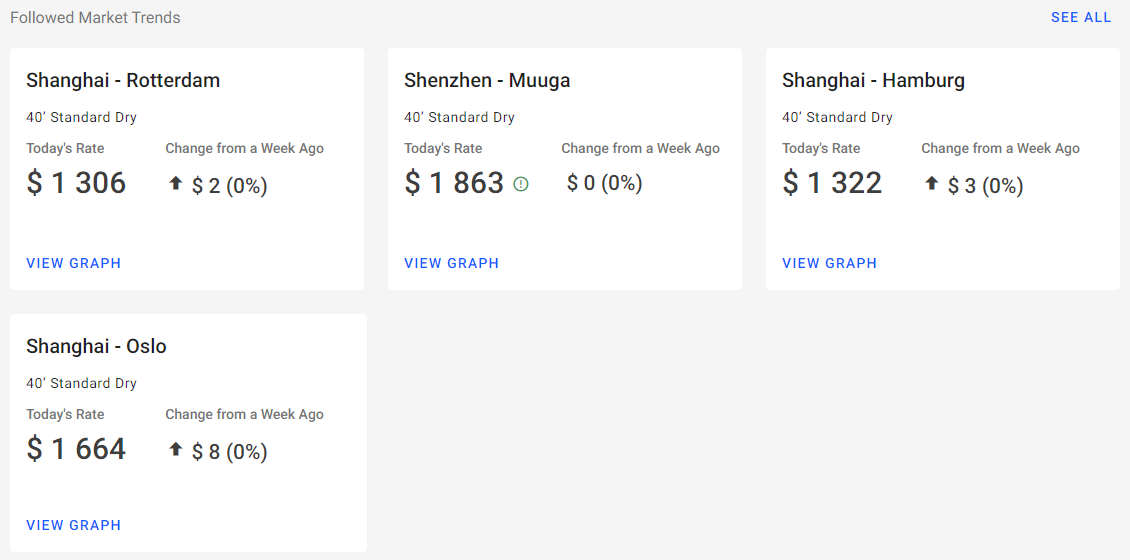 Followed Market Trends
SEE ALL
Shanghai - Rotterdam
40’ Standard Dry
Today's Rate
Change from a Week Ago
$ 1 306
$ 2 (0%)
VIEW GRAPH
Shenzhen - Muuga
40’ Standard Dry
Today's Rate
Change from a Week Ago
$ 1 863
$ 0 (0%)
VIEW GRAPH
Shanghai - Hamburg
40’ Standard Dry
Today's Rate
Change from a Week Ago
$ 1 322
$ 3 (0%)
VIEW GRAPH
Shanghai - Oslo
40’ Standard Dry
Today's Rate
Change from a Week Ago
$ 1 664
$ 8 (0%)
VIEW GRAPH